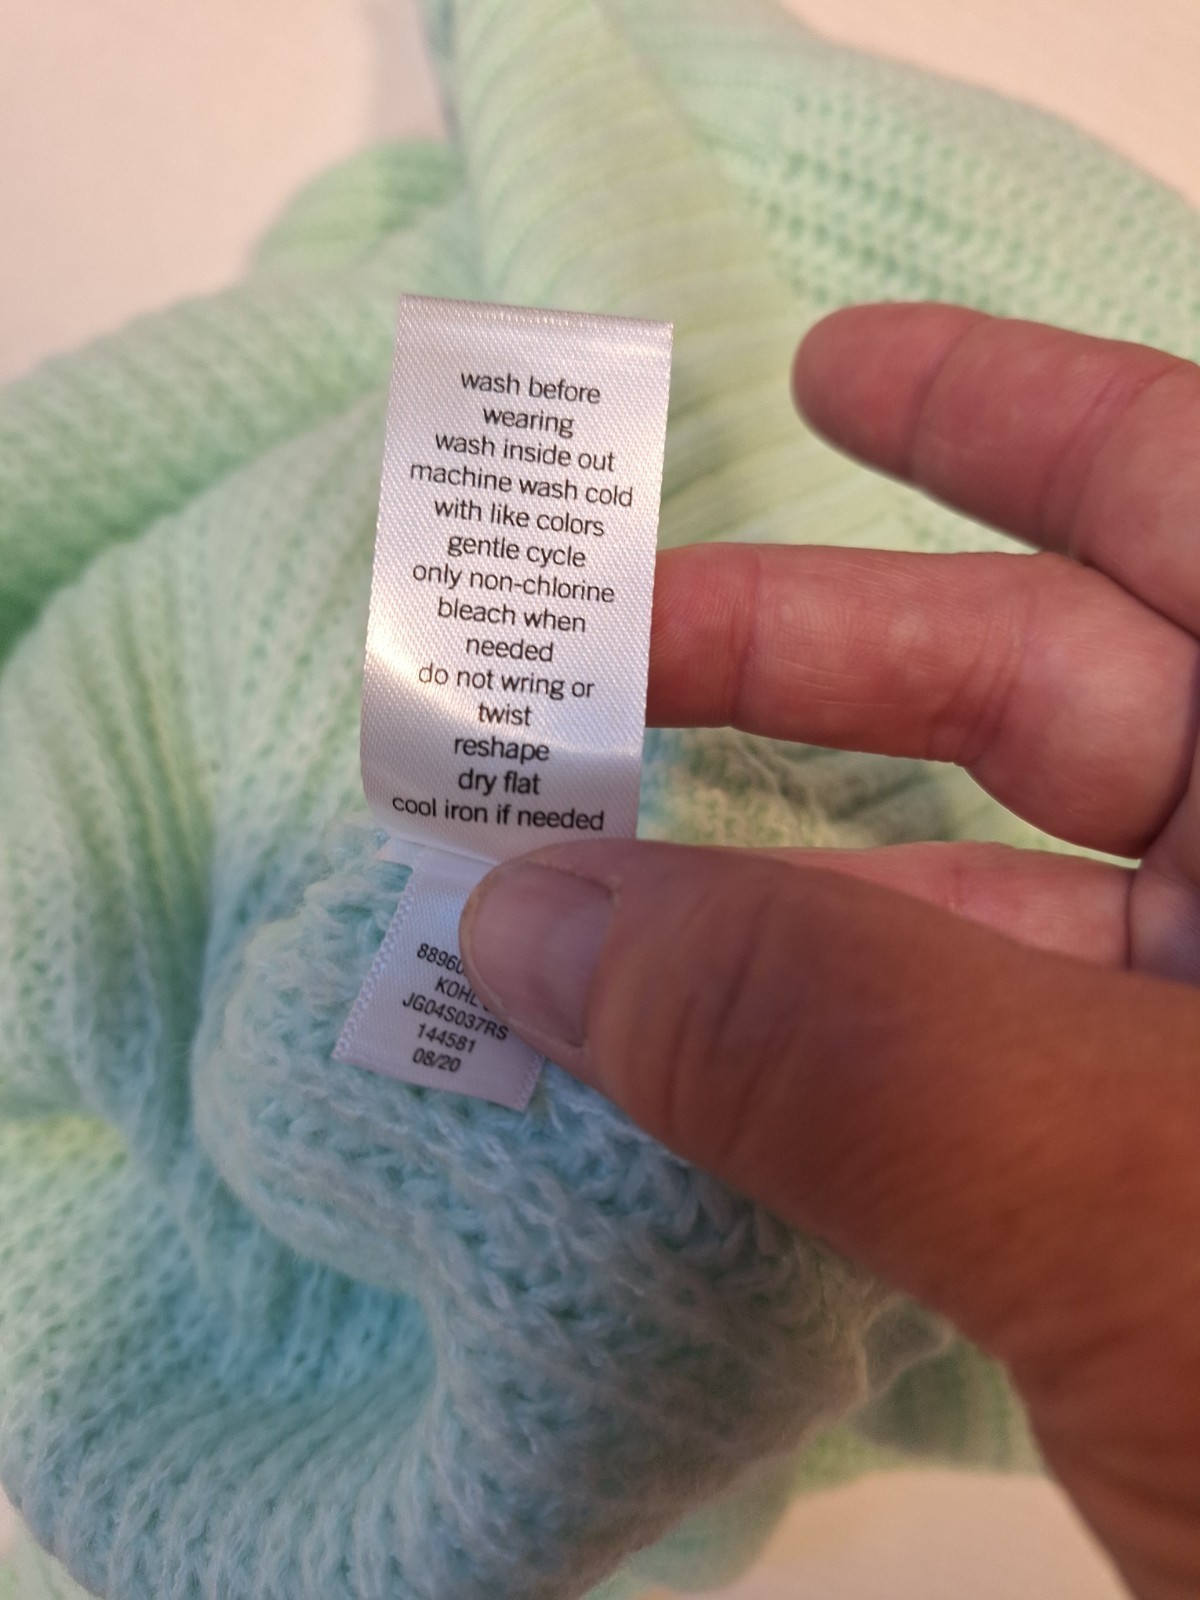 wash before
wearing
wash inside out
machine wash cold
with like colors
gentle cycle
only non-chlorine
bleach when
needed
do not wring or
twist
reshape
dry flat
cool iron if needed
JG04S037RS
144581
08/20